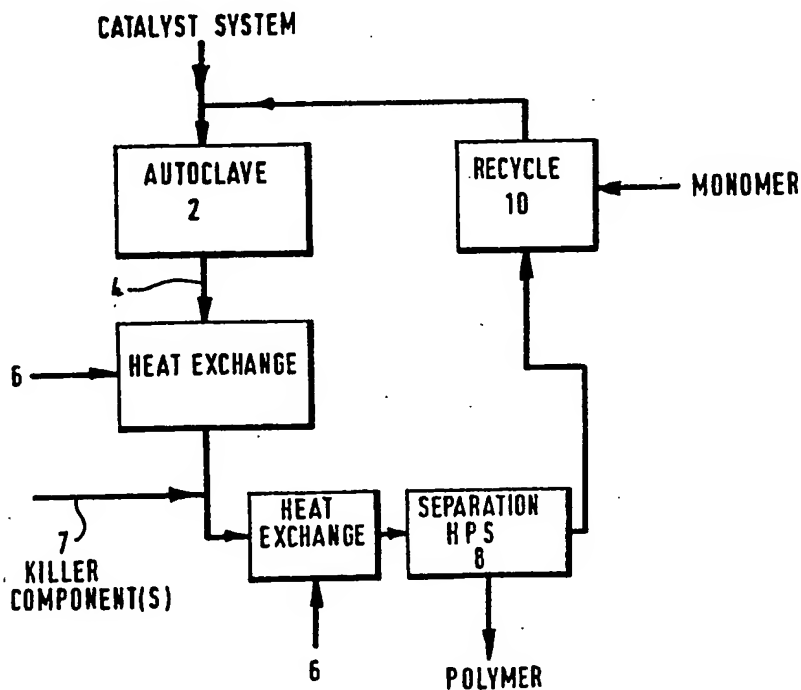 CATALYST SYSTEM
AUTOCLAVE
2
RECYCLE
10
MONOMER
4
HEAT EXCHANGE
6
7
KILLER
COMPONENT(S)
HEAT
EXCHANGE
6
SEPARATION
HPS
8
POLYMER